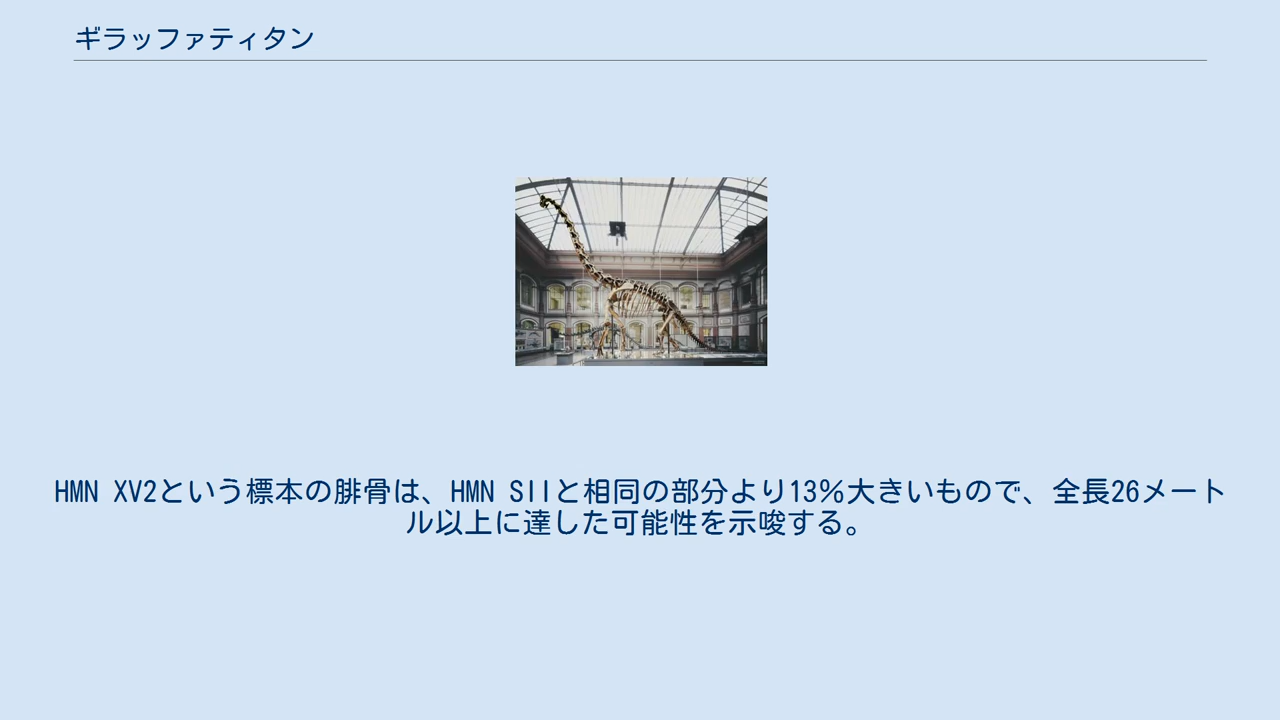 ギラッファティタン
HMN XV2という標本の腓骨は、HMN SIIと相同の部分より13%大きいもので、全長26メート
ル以上に達した可能性を示唆する。